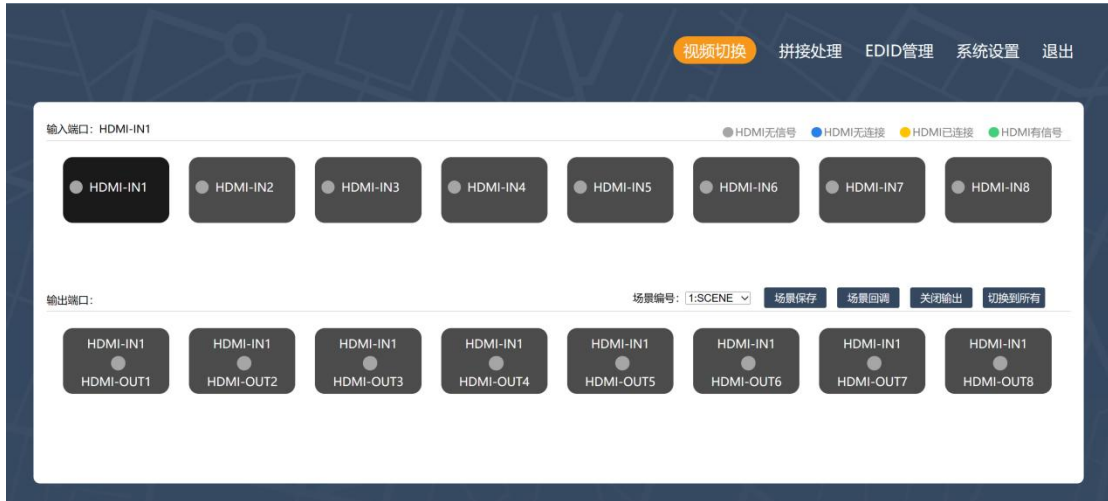 视频切换 拼接处理 EDID管理 系统设置 退出
输入端口：HDMI-IN1
HDMI无信号 HDMI无连接 HDMI已连接 HDMI有信号
HDMI-IN1 HDMI-IN2 HDMI-IN3 HDMI-IN4 HDMI-IN5 HDMI-IN6 HDMI-IN7 HDMI-IN8
输出端口： 场景编号：1:SCENE 场景保存 场景回调 关闭输出 切换到所有
HDMI-IN1 HDMI-IN1 HDMI-IN1 HDMI-IN1 HDMI-IN1 HDMI-IN1 HDMI-IN1 HDMI-IN1
HDMI-OUT1 HDMI-OUT2 HDMI-OUT3 HDMI-OUT4 HDMI-OUT5 HDMI-OUT6 HDMI-OUT7 HDMI-OUT8